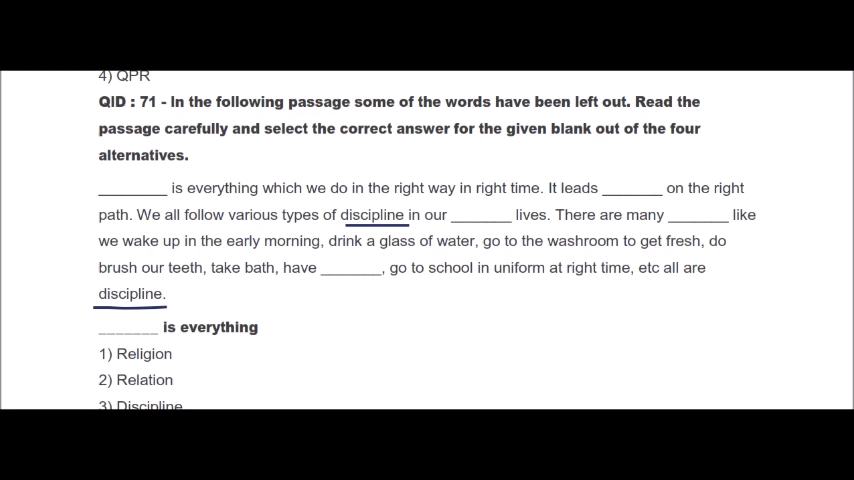 4) QPR
QID : 71 - In the following passage some of the words have been left out. Read the
passage carefully and select the correct answer for the given blank out of the four
alternatives.
________ is everything which we do in the right way in right time. It leads _______ on the right
path. We all follow various types of discipline in our _______ lives. There are many _______ like
we wake up in the early morning, drink a glass of water, go to the washroom to get fresh, do
brush our teeth, take bath, have _______, go to school in uniform at right time, etc all are
discipline.
_______ is everything
1) Religion
2) Relation
3) Discipline